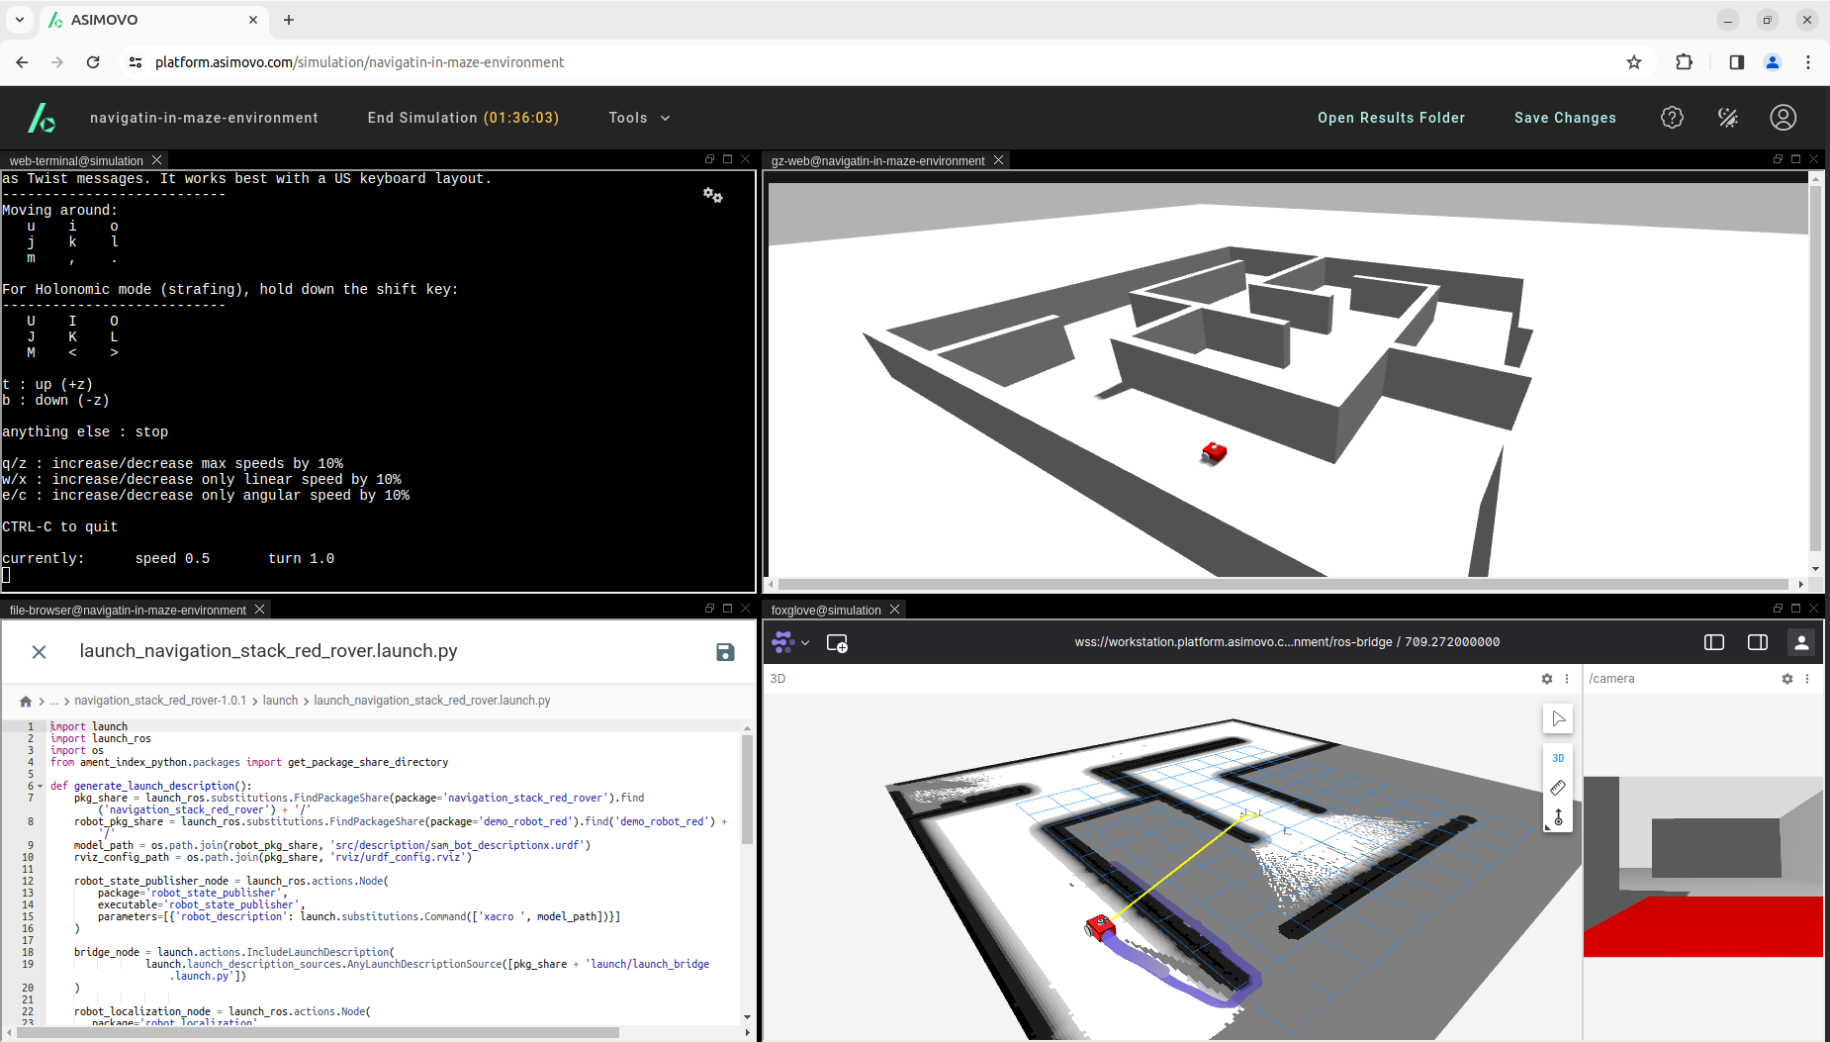 ASIMOVO
platform.asimovo.com/simulation/navigatin-in-maze-environment
navigatin-in-maze-environment
End Simulation (01:36:03)
Tools
Open Results Folder
Save Changes
web-terminal@simulation
as Twist messages. It works best with a US keyboard layout.
---------------------------
Moving around:
u i o
j k l
m , .
For Holonomic mode (strafing), hold down the shift key:
---------------------------
U I O
J K L
M < >
t : up (+z)
b : down (-z)
anything else : stop
q/z : increase/decrease max speeds by 10%
w/x : increase/decrease only linear speed by 10%
e/c : increase/decrease only angular speed by 10%
CTRL-C to quit
currently: speed 0.5 turn 1.0
gz-web@navigatin-in-maze-environment
file-browser@navigatin-in-maze-environment
launch_navigation_stack_red_rover.launch.py
... > navigation_stack_red_rover-1.0.1 > launch > launch_navigation_stack_red_rover.launch.py
1 import launch
2 import launch_ros
3 import os
4 from ament_index_python.packages import get_package_share_directory
5
6 def generate_launch_description():
7 pkg_share = launch_ros.substitutions.FindPackageShare(package='navigation_stack_red_rover').find
('navigation_stack_red_rover') + '/'
8 robot_pkg_share = launch_ros.substitutions.FindPackageShare(package='demo_robot_red').find('demo_robot_red') +
'/'
9 model_path = os.path.join(robot_pkg_share, 'src/description/sam_bot_descriptionx.urdf')
10 rviz_config_path = os.path.join(pkg_share, 'rviz/urdf_config.rviz')
11
12 robot_state_publisher_node = launch_ros.actions.Node(
13 package='robot_state_publisher',
14 executable='robot_state_publisher',
15 parameters=[{'robot_description': launch.substitutions.Command(['xacro ', model_path])}]
16 )
17
18 bridge_node = launch.actions.IncludeLaunchDescription(
19 launch.launch_description_sources.AnyLaunchDescriptionSource([pkg_share + 'launch/launch_bridge
.launch.py'])
20 )
21
22 robot_localization_node = launch_ros.actions.Node(
23 package='robot_localization'
foxglove@simulation
wss://workstation.platform.asimovo.c...nment/ros-bridge / 709.272000000
3D
/camera
3D